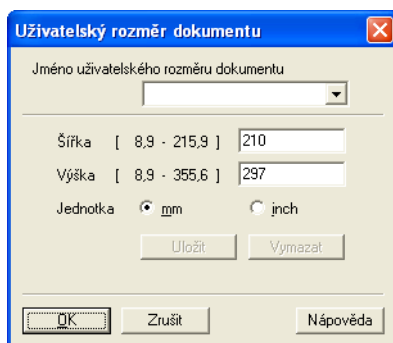 Uživatelský rozměr dokumentu
Jméno uživatelského rozměru dokumentu
Šířka [ 8,9 - 215,9 ] 210
Výška [ 8,9 - 355,6 ] 297
Jednotka mm inch
Uložit Vymazat
OK Zrušit Nápověda